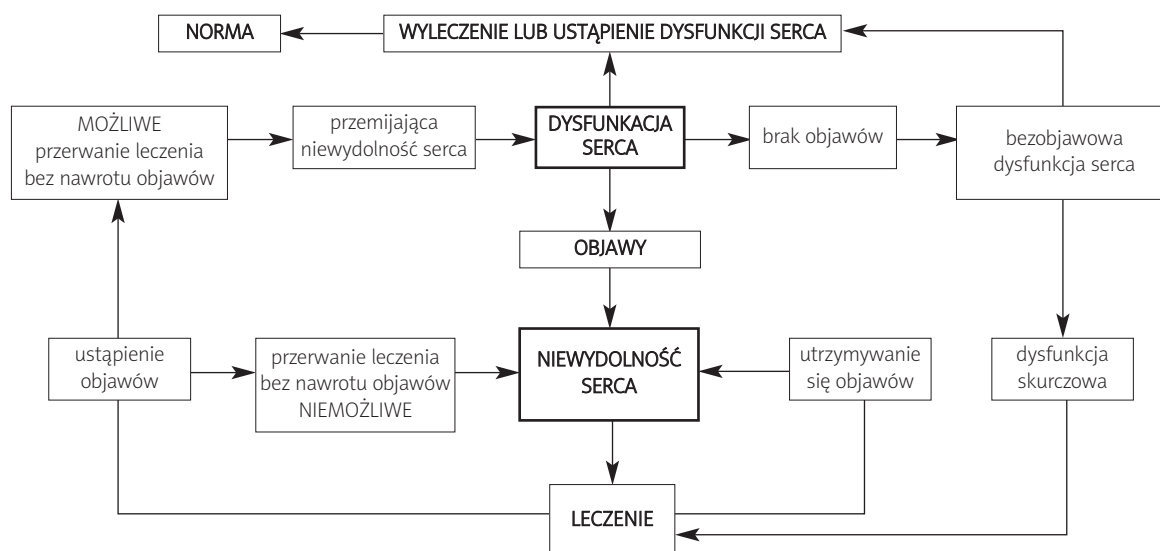 NORMA
WYLECZENIE LUB USTĄPIENIE DYSFUNKCJI SERCA
MOŻLIWE
przerwanie leczenia
bez nawrotu objawów
przemijająca
niewydolność serca
DYSFUNKACJA
SERCA
brak objawów
bezobjawowa
dysfunkcja serca
OBJAWY
ustąpienie
objawów
przerwanie leczenia
bez nawrotu objawów
NIEMOŻLIWE
NIEWYDOLNOŚĆ
SERCA
utrzymywanie
się objawów
dysfunkcja
skurczowa
LECZENIE